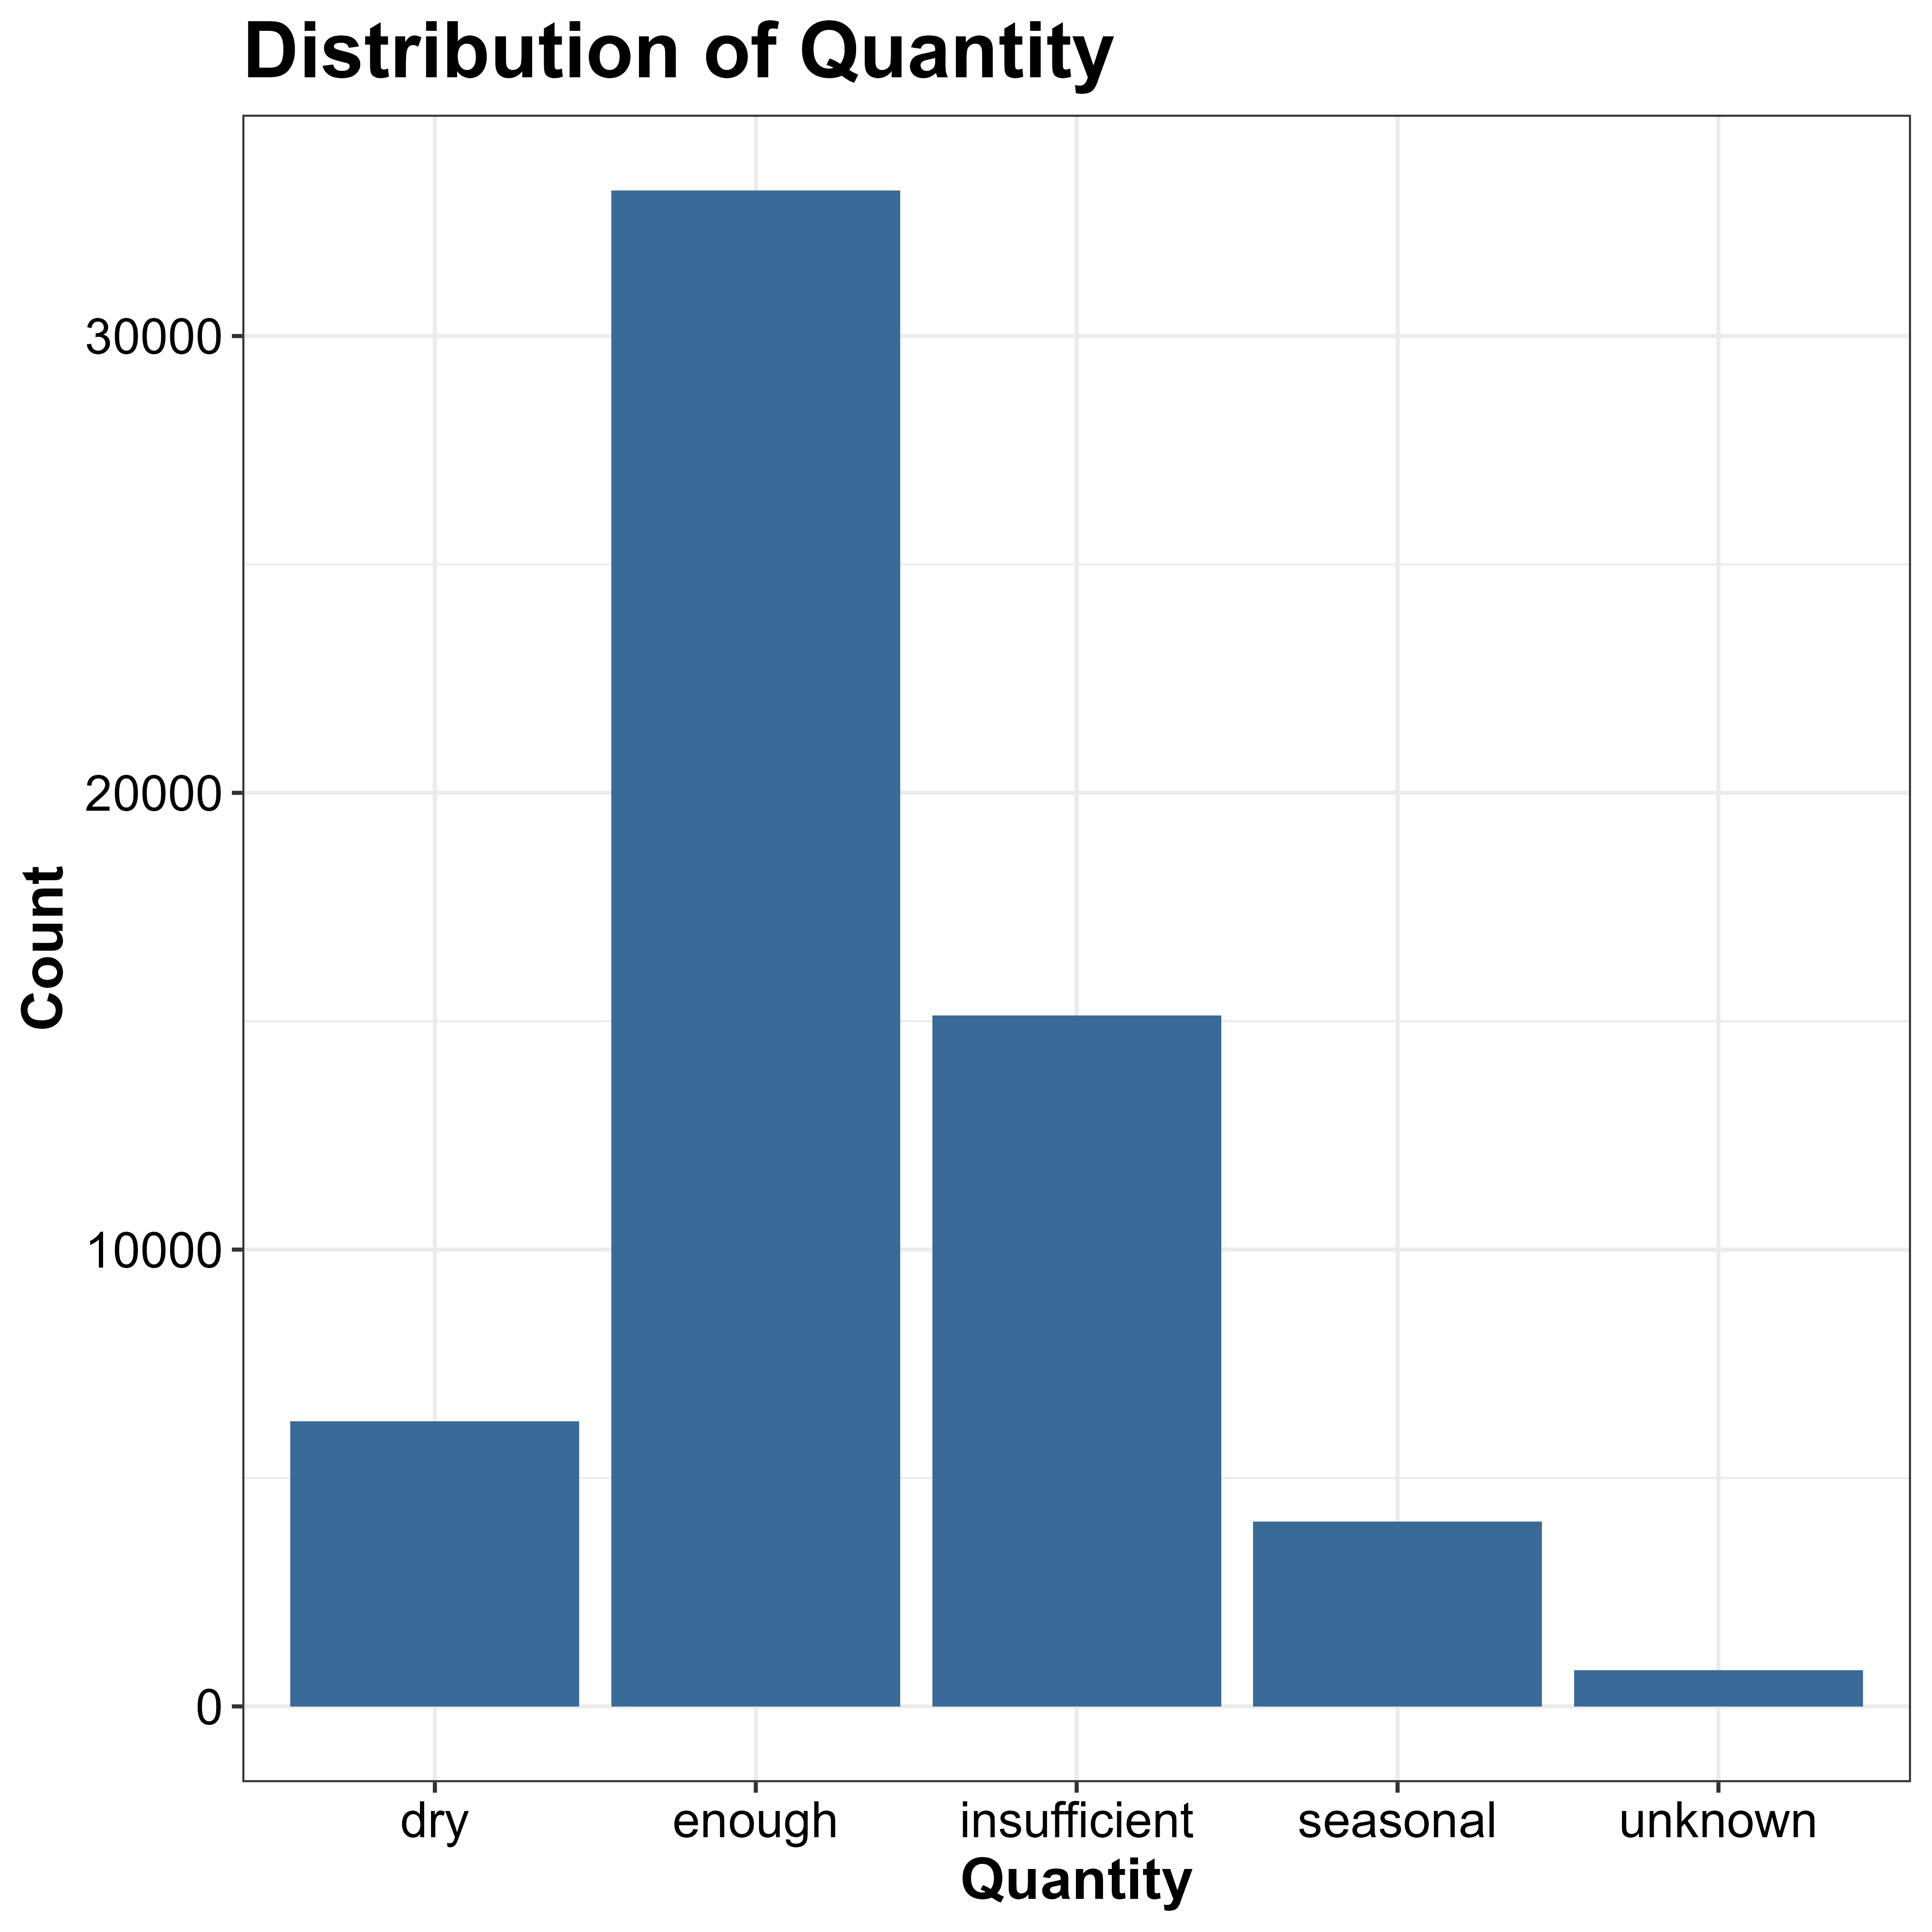 Distribution of Quantity
30000
20000
10000
0
Count
dry enough insufficient seasonal unknown
Quantity